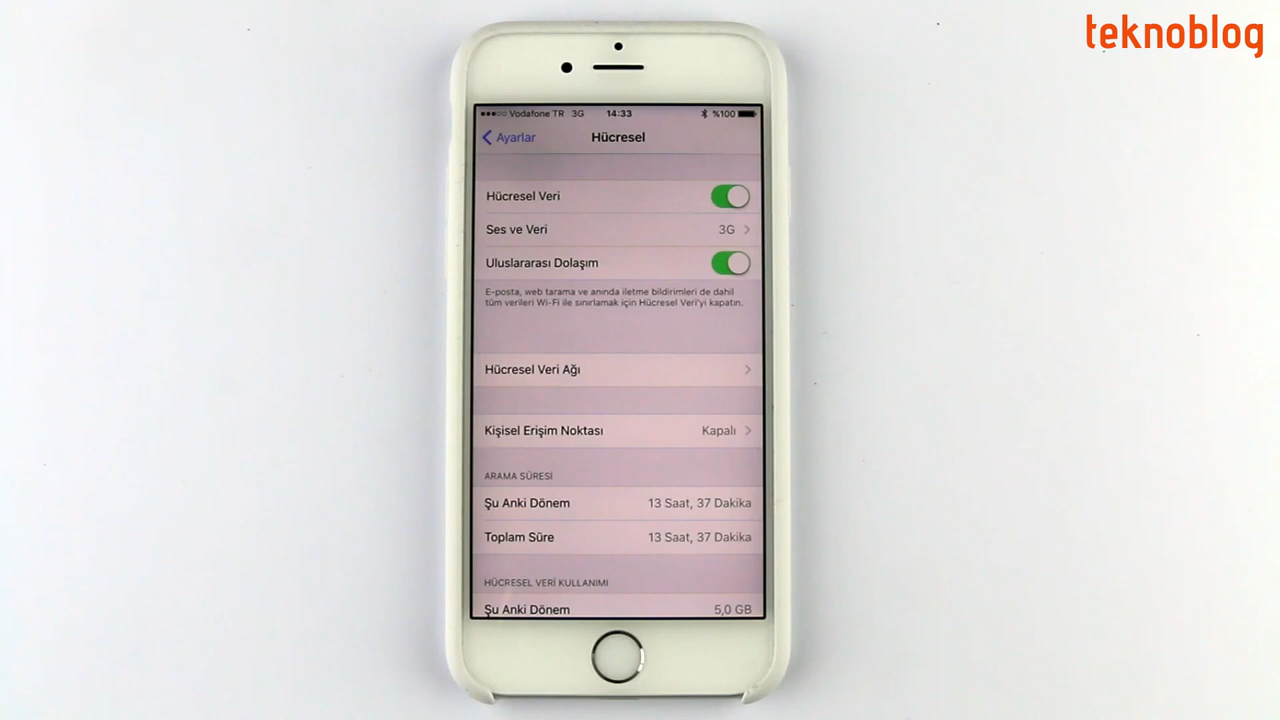 teknoblog
Vodafone TR 3G 14:33 %100
Ayarlar Hücresel
Hücresel Veri
Ses ve Veri 3G
Uluslararası Dolaşım
E-posta, web tarama ve anında iletme bildirimleri de dahil
tüm verileri Wi-Fi ile sınırlamak için Hücresel Veri'yi kapatın.
Hücresel Veri Ağı
Kişisel Erişim Noktası Kapalı
ARAMA SÜRESİ
Şu Anki Dönem 13 Saat, 37 Dakika
Toplam Süre 13 Saat, 37 Dakika
HÜCRESEL VERİ KULLANIMI
Şu Anki Dönem 5,0 GB